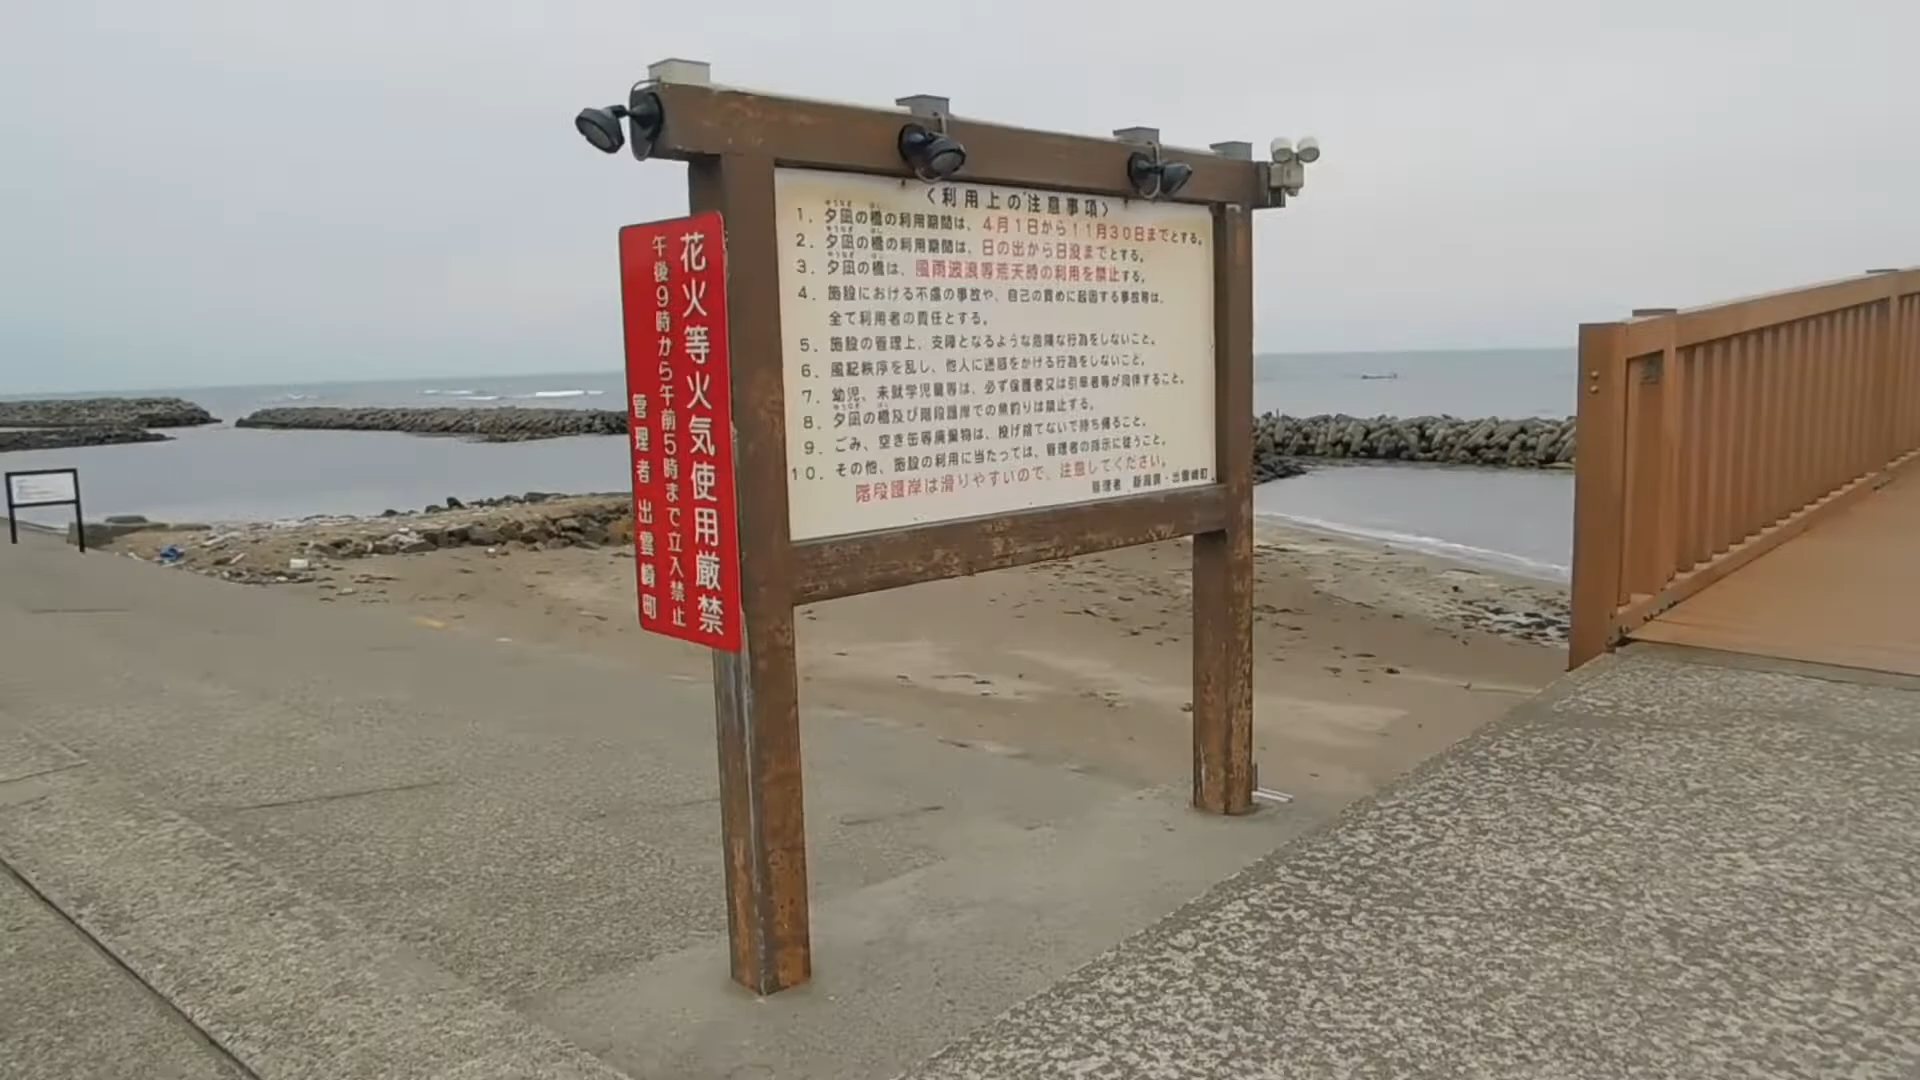 花火等火気使用厳禁
午後9時から午前5時まで立入禁止
管理者 出雲崎町
〈利用上の注意事項〉
1. 夕凪の橋の利用期間は、4月1日から11月30日までとする。
2. 夕凪の橋の利用期間は、日の出から日没までとする。
3. 夕凪の橋は、風雨波浪等荒天時の利用を禁止する。
4. 施設における不慮の事故や、自己の責めに起因する事故等は、
全て利用者の責任とする。
5. 施設の管理上、支障となるような危険な行為をしないこと。
6. 風紀秩序を乱し、他人に迷惑をかける行為をしないこと。
7. 幼児、未就学児童等は、必ず保護者又は引率者等が同伴すること。
8. 夕凪の橋及び階段護岸での魚釣りは禁止する。
9. ごみ、空き缶等廃棄物は、投げ捨てないで持ち帰ること。
10. その他、施設の利用に当たっては、管理者の指示に従うこと。
階段護岸は滑りやすいので、注意してください。
管理者 新潟県・出雲崎町